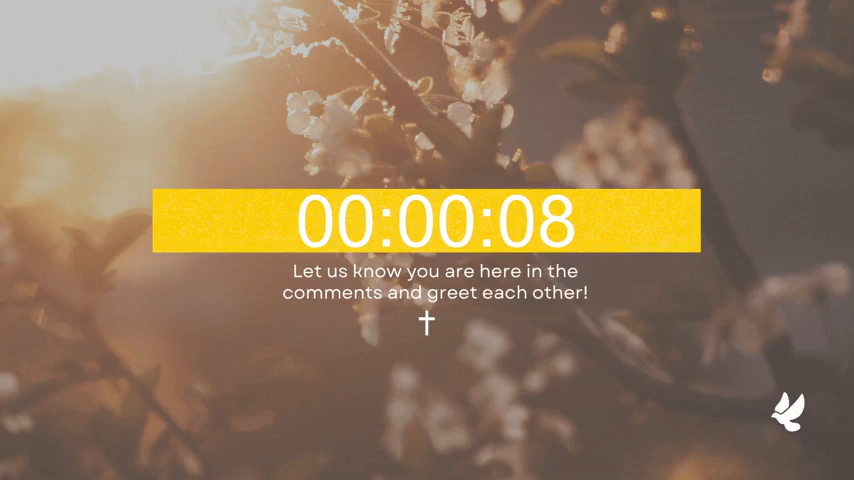 00:00:08
Let us know you are here in the
comments and greet each other!